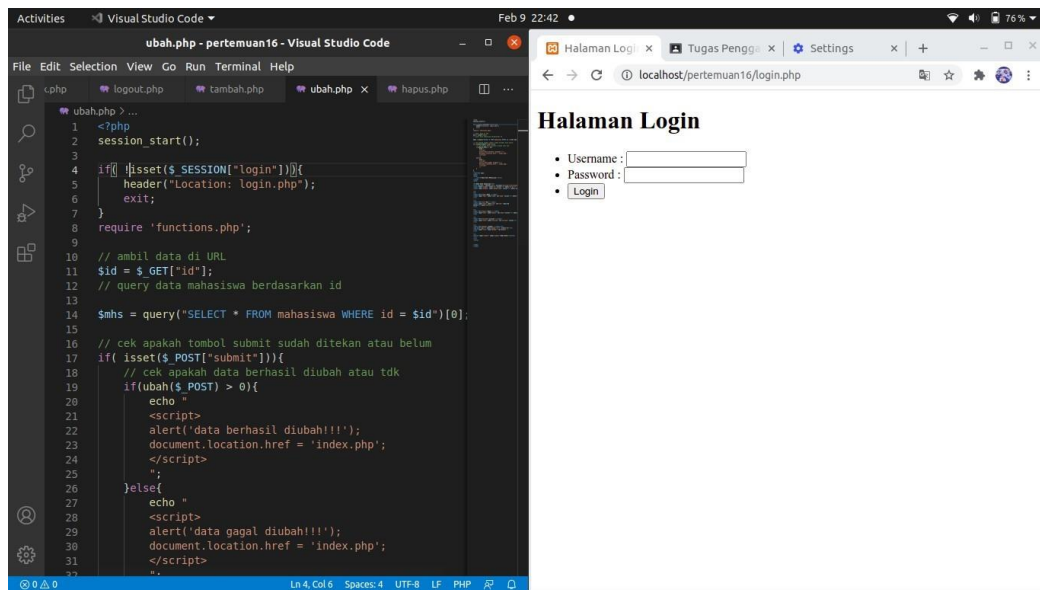 Activities Visual Studio Code Feb 9 22:42 76%
ubah.php - pertemuan16 - Visual Studio Code
File Edit Selection View Go Run Terminal Help
logout.php tambah.php ubah.php hapus.php
ubah.php > ...
1 <?php
2 session_start();
3
4 if( !isset($_SESSION["login"])){
5 header("Location: login.php");
6 exit;
7 }
8 require 'functions.php';
9
10 // ambil data di URL
11 $id = $_GET["id"];
12 // query data mahasiswa berdasarkan id
13
14 $mhs = query("SELECT * FROM mahasiswa WHERE id = $id")[0];
15
16 // cek apakah tombol submit sudah ditekan atau belum
17 if( isset($_POST["submit"])){
18 // cek apakah data berhasil diubah atau tdk
19 if(ubah($_POST) > 0){
20 echo "
21 <script>
22 alert('data berhasil diubah!!!');
23 document.location.href = 'index.php';
24 </script>
25 ";
26 }else{
27 echo "
28 <script>
29 alert('data gagal diubah!!!');
30 document.location.href = 'index.php';
31 </script>
32 ";
0 0 Ln 4, Col 6 Spaces: 4 UTF-8 LF PHP
Halaman Logi Tugas Pengga Settings
localhost/pertemuan16/login.php
Halaman Login
Username :
Password :
Login